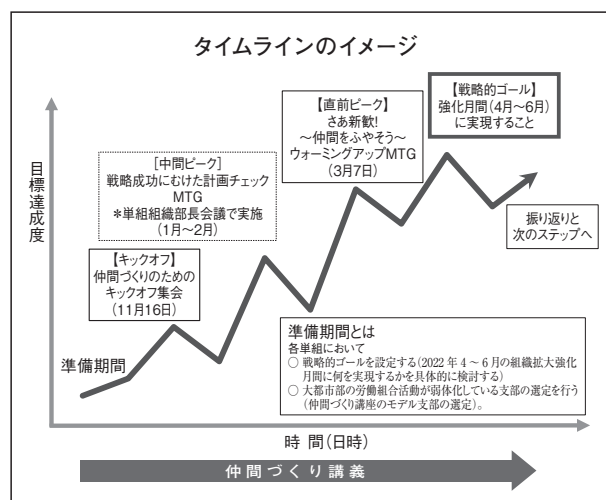 タイムラインのイメージ
【戦略的ゴール】
強化月間(4月〜6月)
に実現すること
【直前ピーク】
さあ新歓!
〜仲間をふやそう〜
ウォーミングアップMTG
(3月7日)
[中間ピーク]
戦略成功にむけた計画チェック
MTG
＊単組組織部長会議で実施
(1月〜2月)
目標達成度
振り返りと
次のステップへ
【キックオフ】
仲間づくりのための
キックオフ集会
(11月16日)
準備期間
準備期間とは
各単組において
○ 戦略的ゴールを設定する(2022年4〜6月の組織拡大強化
月間に何を実現するかを具体的に検討する)
○ 大都市部の労働組合活動が弱体化している支部の選定を行う
(仲間づくり講座のモデル支部の選定)。
時 間(日時)
仲間づくり講義